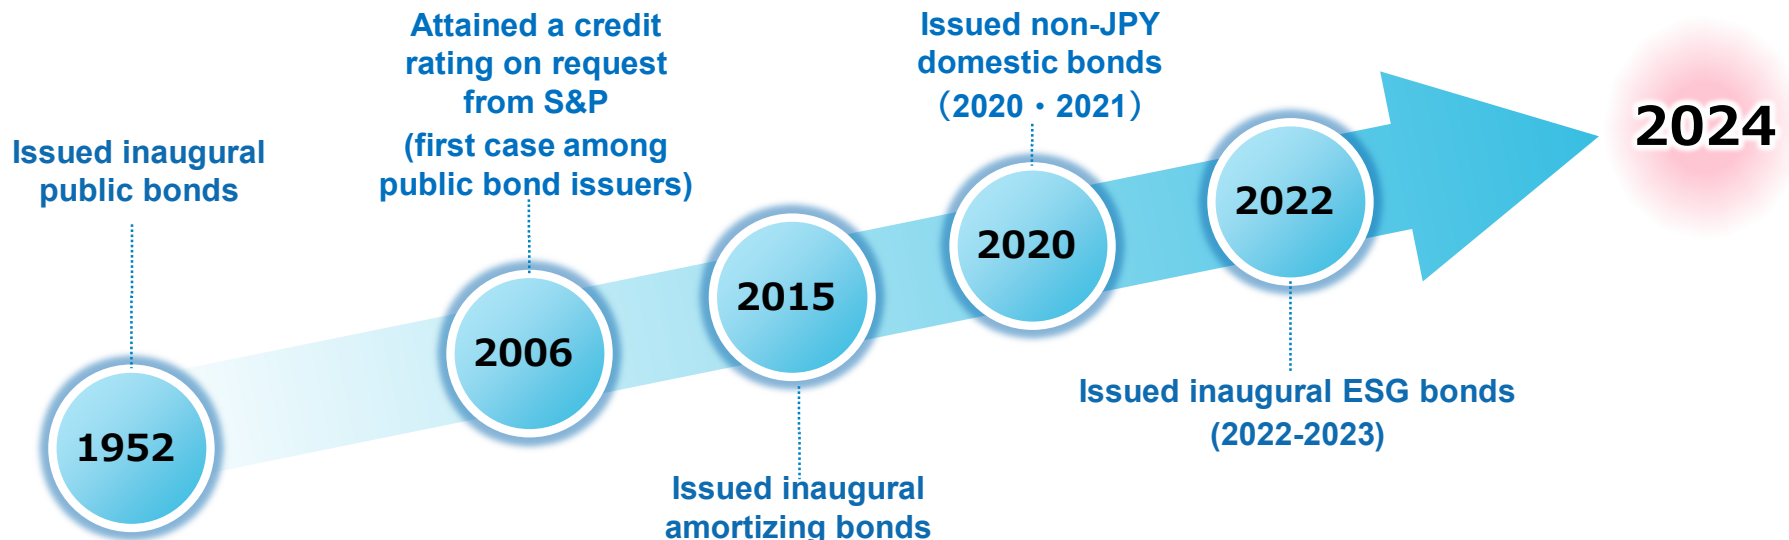 Issued inaugural
public bonds
1952
Attained a credit
rating on request
from S&P
(first case among
public bond issuers)
2006
2015
Issued inaugural
amortizing bonds
Issued non-JPY
domestic bonds
（2020・2021）
2020
2022
Issued inaugural ESG bonds
(2022-2023)
2024